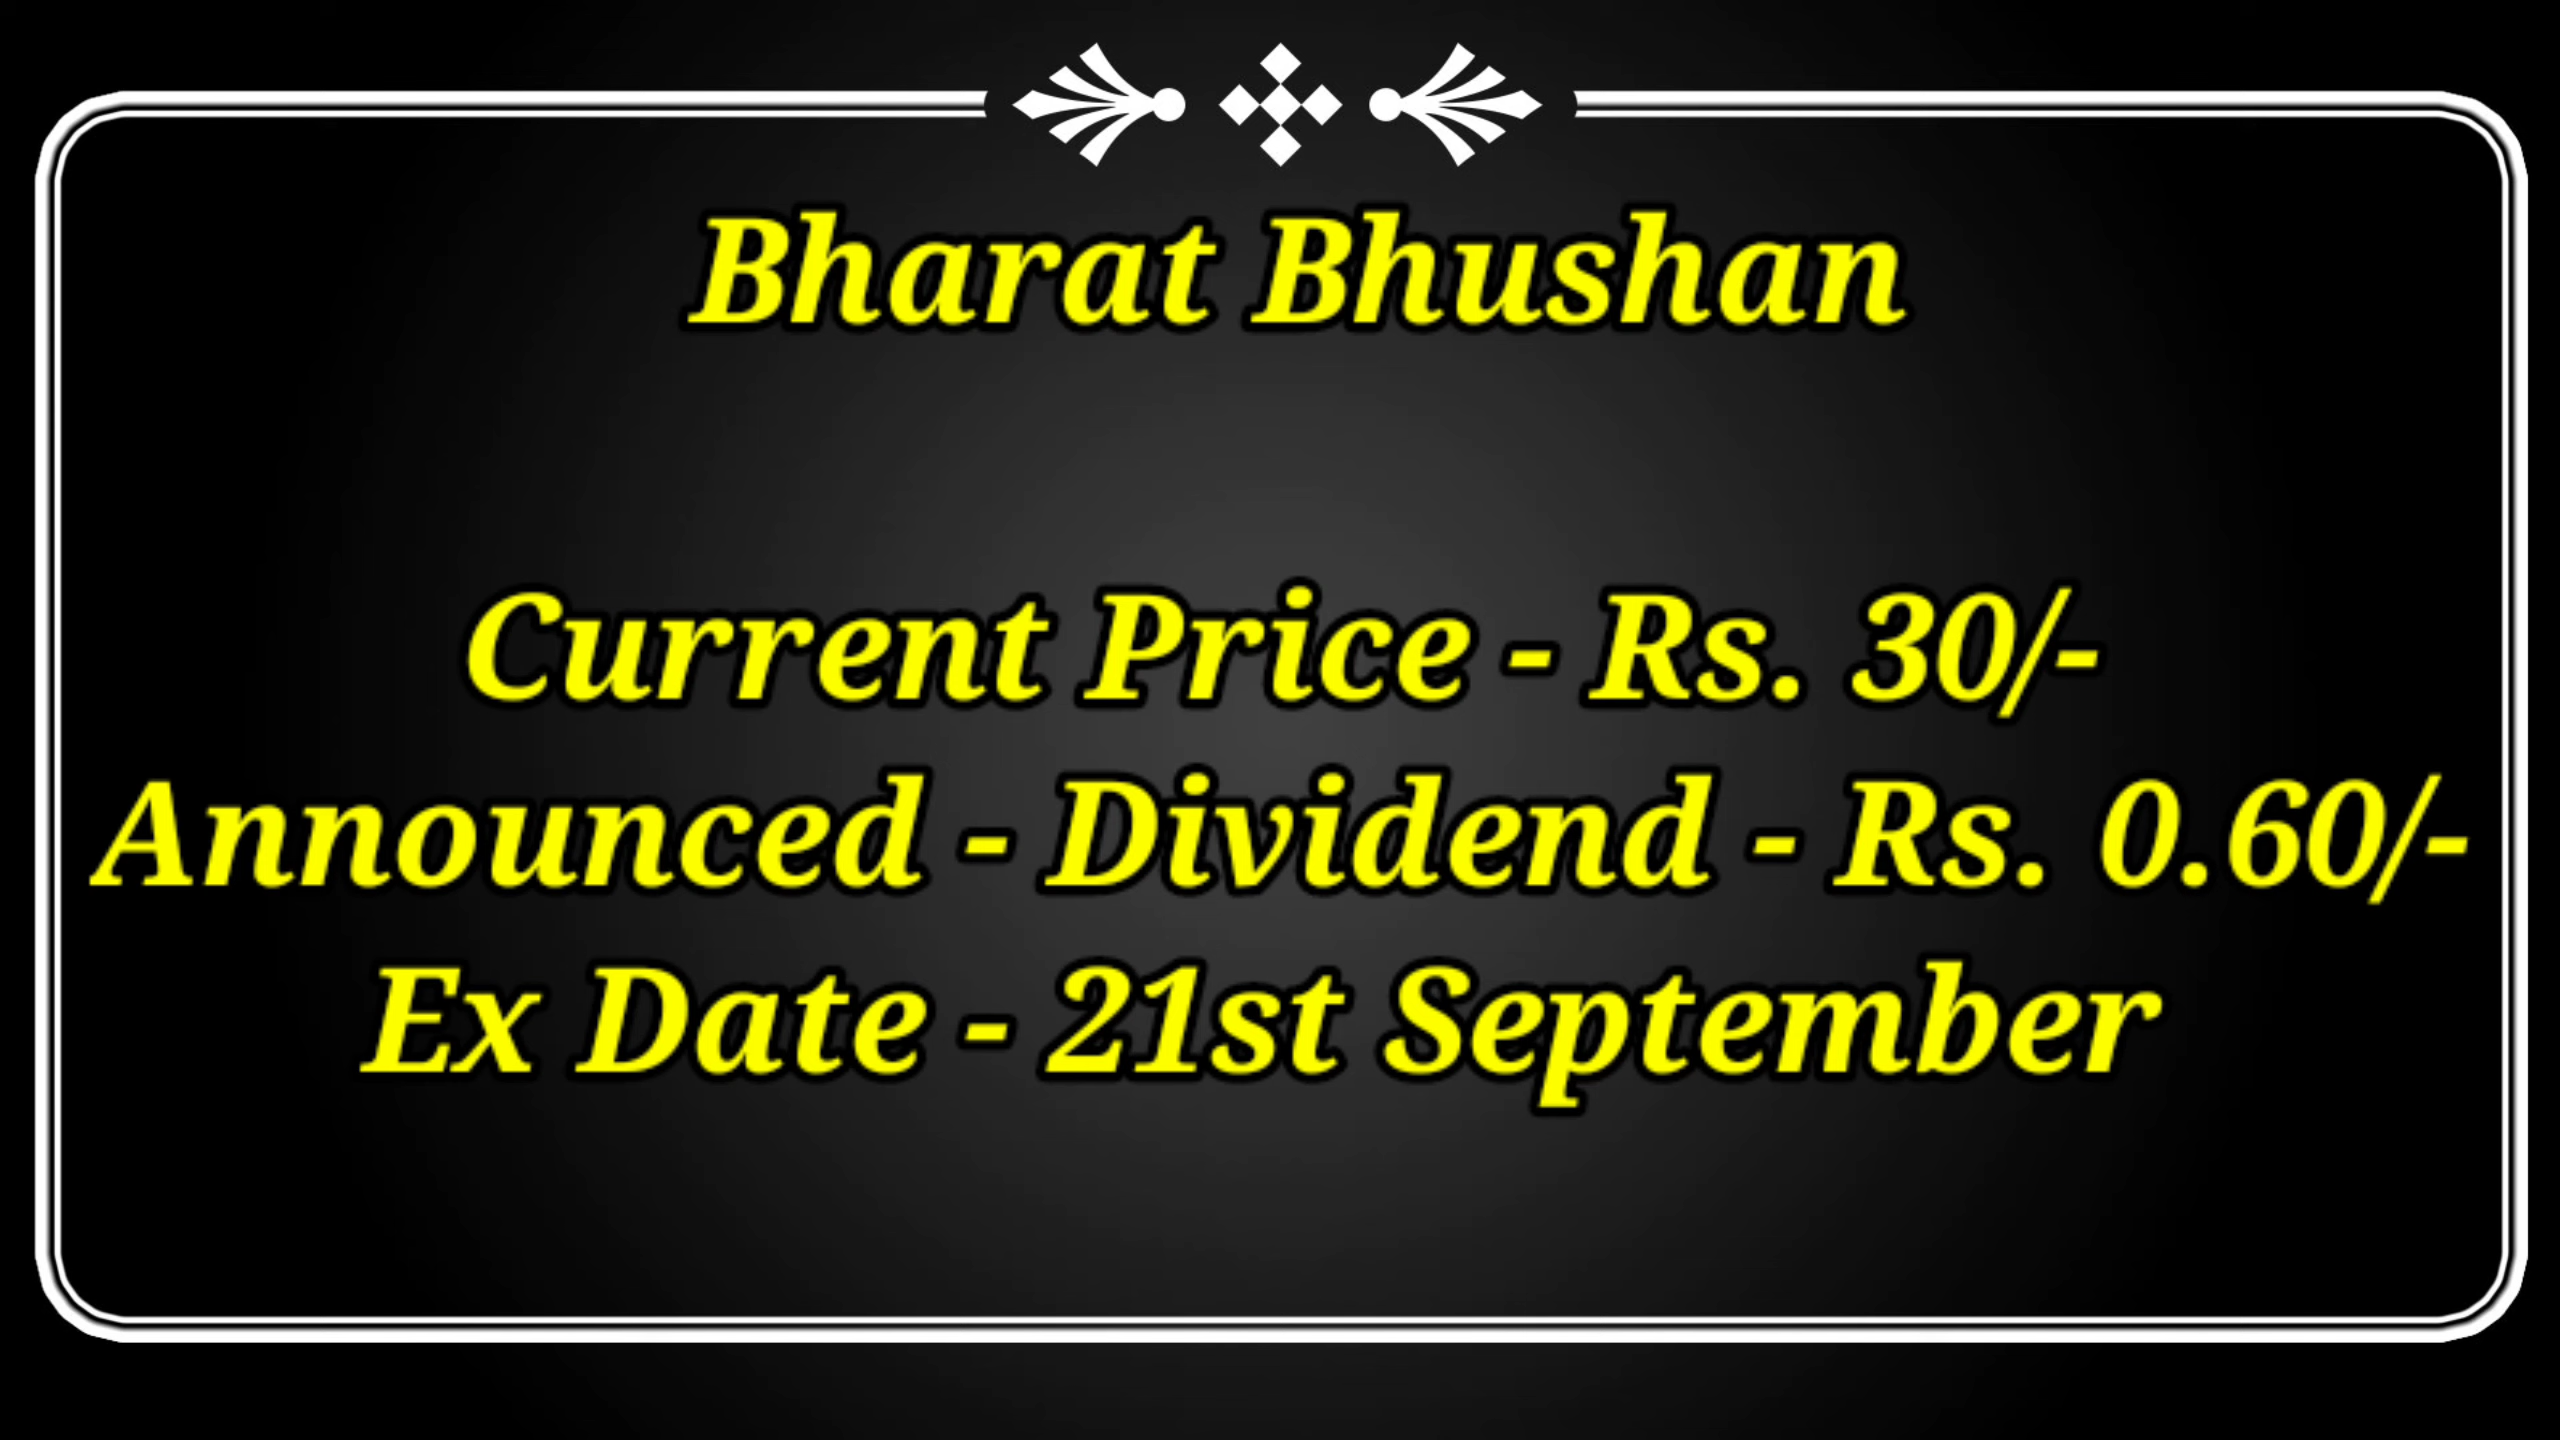 Bharat Bhushan
Current Price - Rs. 30/-
Announced - Dividend - Rs. 0.60/-
Ex Date - 21st September